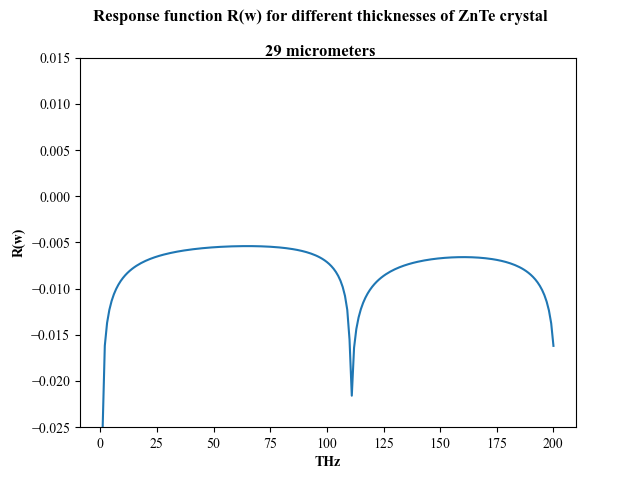 Response function R(w) for different thicknesses of ZnTe crystal
29 micrometers
0.015
0.010
0.005
0.000
−0.005
−0.010
−0.015
−0.020
−0.025
R(w)
0 25 50 75 100 125 150 175 200
THz